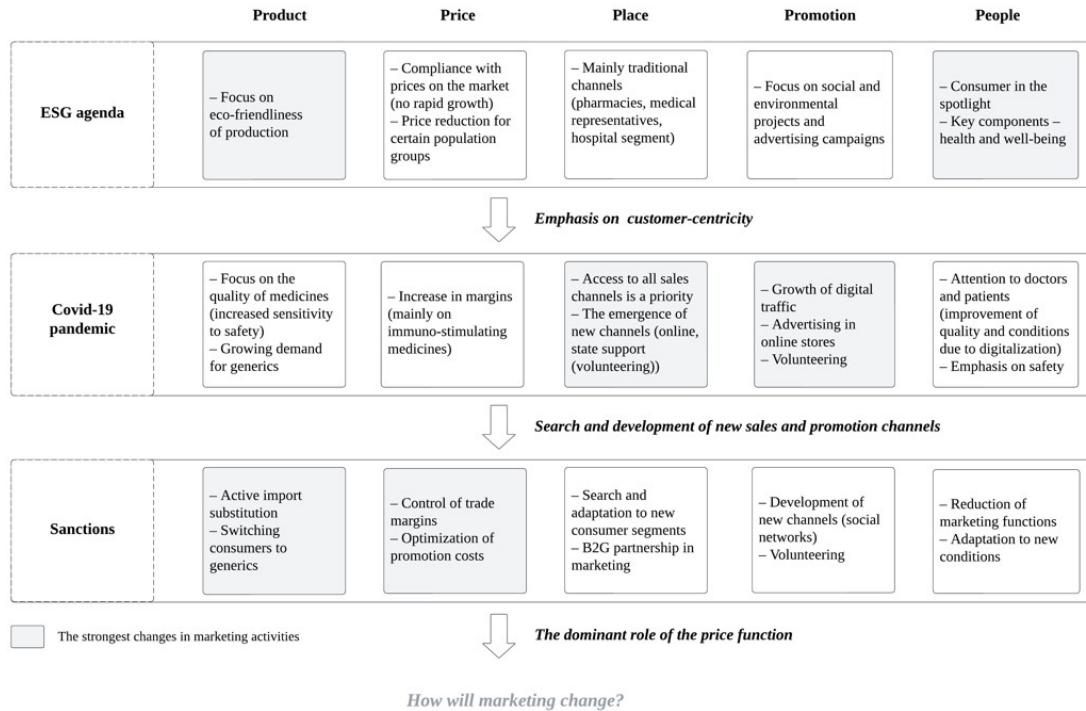 Product
Price
Place
Promotion
People
ESG agenda
– Focus on
eco-friendliness
of production
– Compliance with
prices on the market
(no rapid growth)
– Price reduction for
certain population
groups
– Mainly traditional
channels
(pharmacies, medical
representatives,
hospital segment)
– Focus on social and
environmental
projects and
advertising campaigns
– Consumer in the
spotlight
– Key components –
health and well-being
Emphasis on customer-centricity
Covid-19
pandemic
– Focus on the
quality of medicines
(increased sensitivity
to safety)
– Growing demand
for generics
– Increase in margins
(mainly on
immuno-stimulating
medicines)
– Access to all sales
channels is a priority
– The emergence of
new channels (online,
state support
(volunteering))
– Growth of digital
traffic
– Advertising in
online stores
– Volunteering
– Attention to doctors
and patients
(improvement of
quality and conditions
due to digitalization)
– Emphasis on safety
Search and development of new sales and promotion channels
Sanctions
– Active import
substitution
– Switching
consumers to
generics
– Control of trade
margins
– Optimization of
promotion costs
– Search and
adaptation to new
consumer segments
– B2G partnership in
marketing
– Development of
new channels (social
networks)
– Volunteering
– Reduction of
marketing functions
– Adaptation to new
conditions
The strongest changes in marketing activities
The dominant role of the price function
How will marketing change?